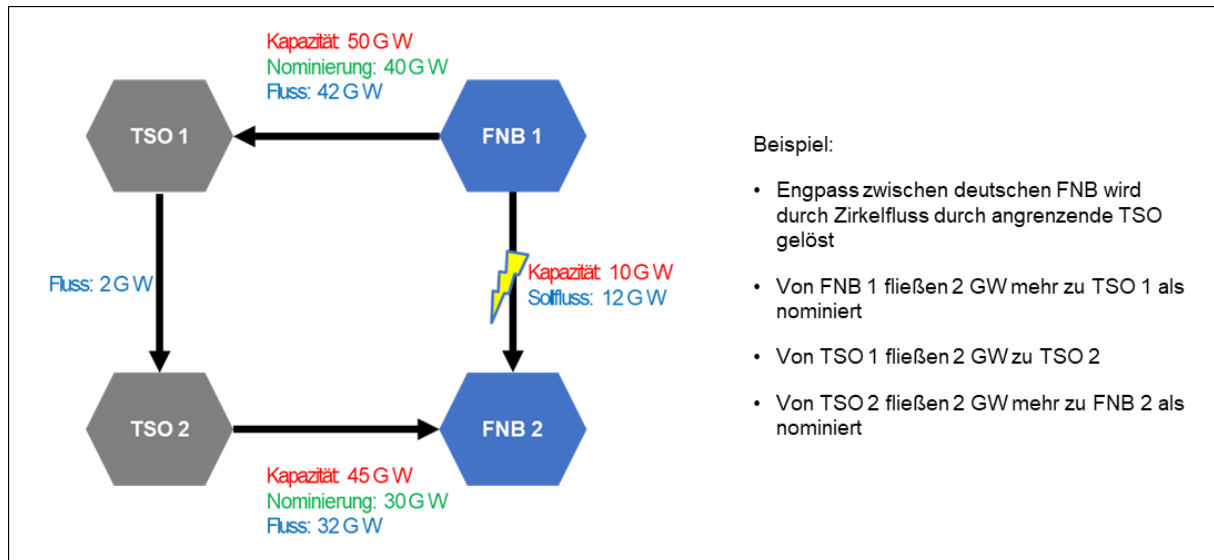 Kapazität: 50 GW
Nominierung: 40 GW
Fluss: 42 GW
TSO 1
FNB 1
Fluss: 2 GW
Kapazität: 10 GW
Sollfluss: 12 GW
TSO 2
FNB 2
Kapazität: 45 GW
Nominierung: 30 GW
Fluss: 32 GW
Beispiel:
• Engpass zwischen deutschen FNB wird
durch Zirkelfluss durch angrenzende TSO
gelöst
• Von FNB 1 fließen 2 GW mehr zu TSO 1 als
nominiert
• Von TSO 1 fließen 2 GW zu TSO 2
• Von TSO 2 fließen 2 GW mehr zu FNB 2 als
nominiert